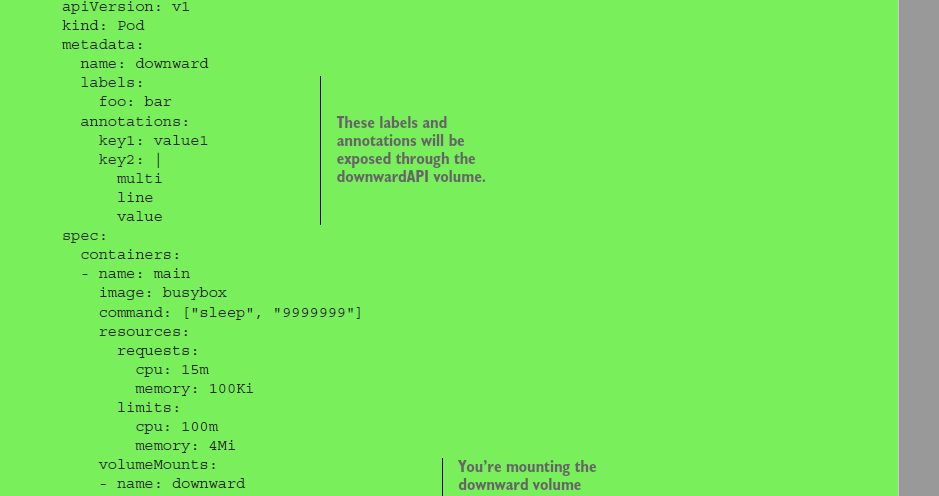 apiVersion: v1
kind: Pod
metadata:
  name: downward
  labels:
    foo: bar
  annotations:
    key1: value1
    key2: |
      multi
      line
      value
These labels and
annotations will be
exposed through the
downwardAPI volume.
spec:
  containers:
  - name: main
    image: busybox
    command: ["sleep", "9999999"]
    resources:
      requests:
        cpu: 15m
        memory: 100Ki
      limits:
        cpu: 100m
        memory: 4Mi
    volumeMounts:
    - name: downward
You’re mounting the
downward volume